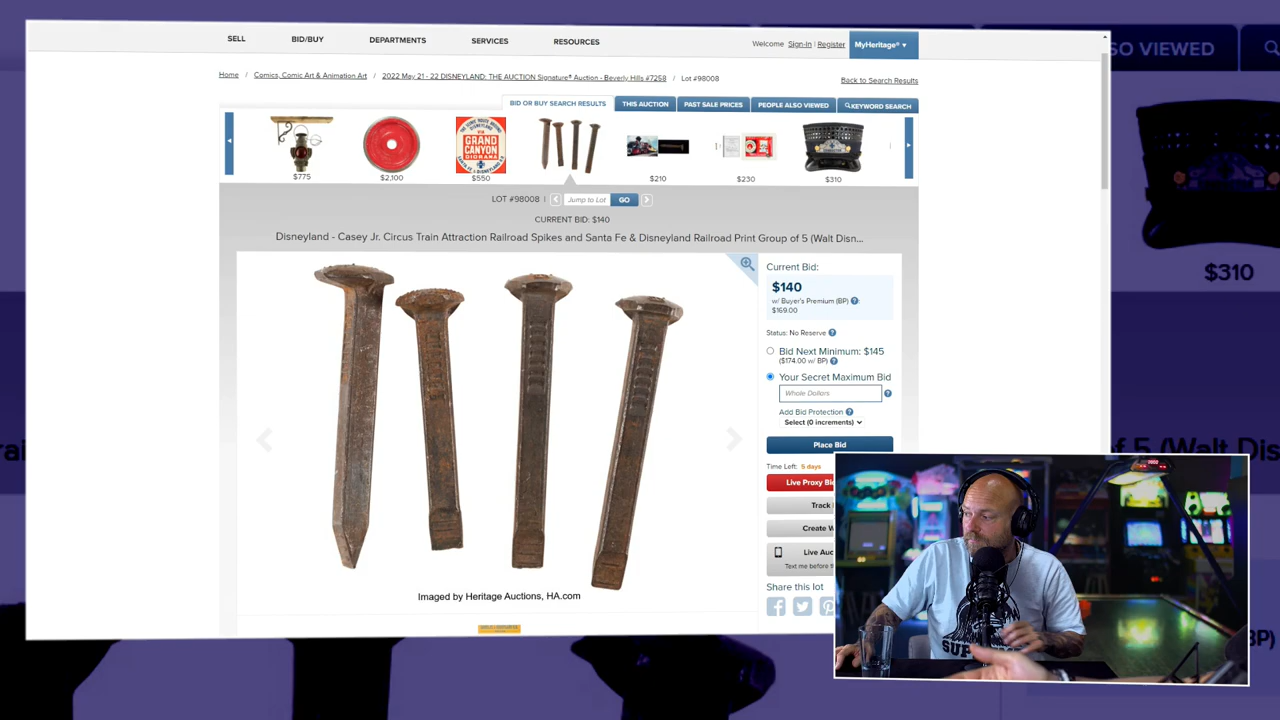 SO VIEWED
SELL BID/BUY DEPARTMENTS SERVICES RESOURCES Welcome Sign-In | Register MyHeritage® ▼
Home / Comics, Comic Art & Animation Art / 2022 May 21 - 22 DISNEYLAND: THE AUCTION Signature® Auction - Beverly Hills #7258 / Lot #98008 Back to Search Results
BID OR BUY SEARCH RESULTS THIS AUCTION PAST SALE PRICES PEOPLE ALSO VIEWED KEYWORD SEARCH
GRAND CANYON DIORAMA
$775 $2,100 $550 $210 $230 $310
$310
LOT #98008 | Jump to Lot GO
CURRENT BID: $140
Disneyland - Casey Jr. Circus Train Attraction Railroad Spikes and Santa Fe & Disneyland Railroad Print Group of 5 (Walt Disn...
Current Bid:
$140
w/ Buyer's Premium (BP) ?:
$169.00
Status: No Reserve ?
Bid Next Minimum: $145
($174.00 w/ BP) ?
Your Secret Maximum Bid
Whole Dollars ?
Add Bid Protection ?
Select (0 increments)
Place Bid
of 5 (Walt Dis
Time Left: 5 days
Live Proxy Bi
Track
Create W
Live Auc
Text me before t
Share this lot
Imaged by Heritage Auctions, HA.com
BP)